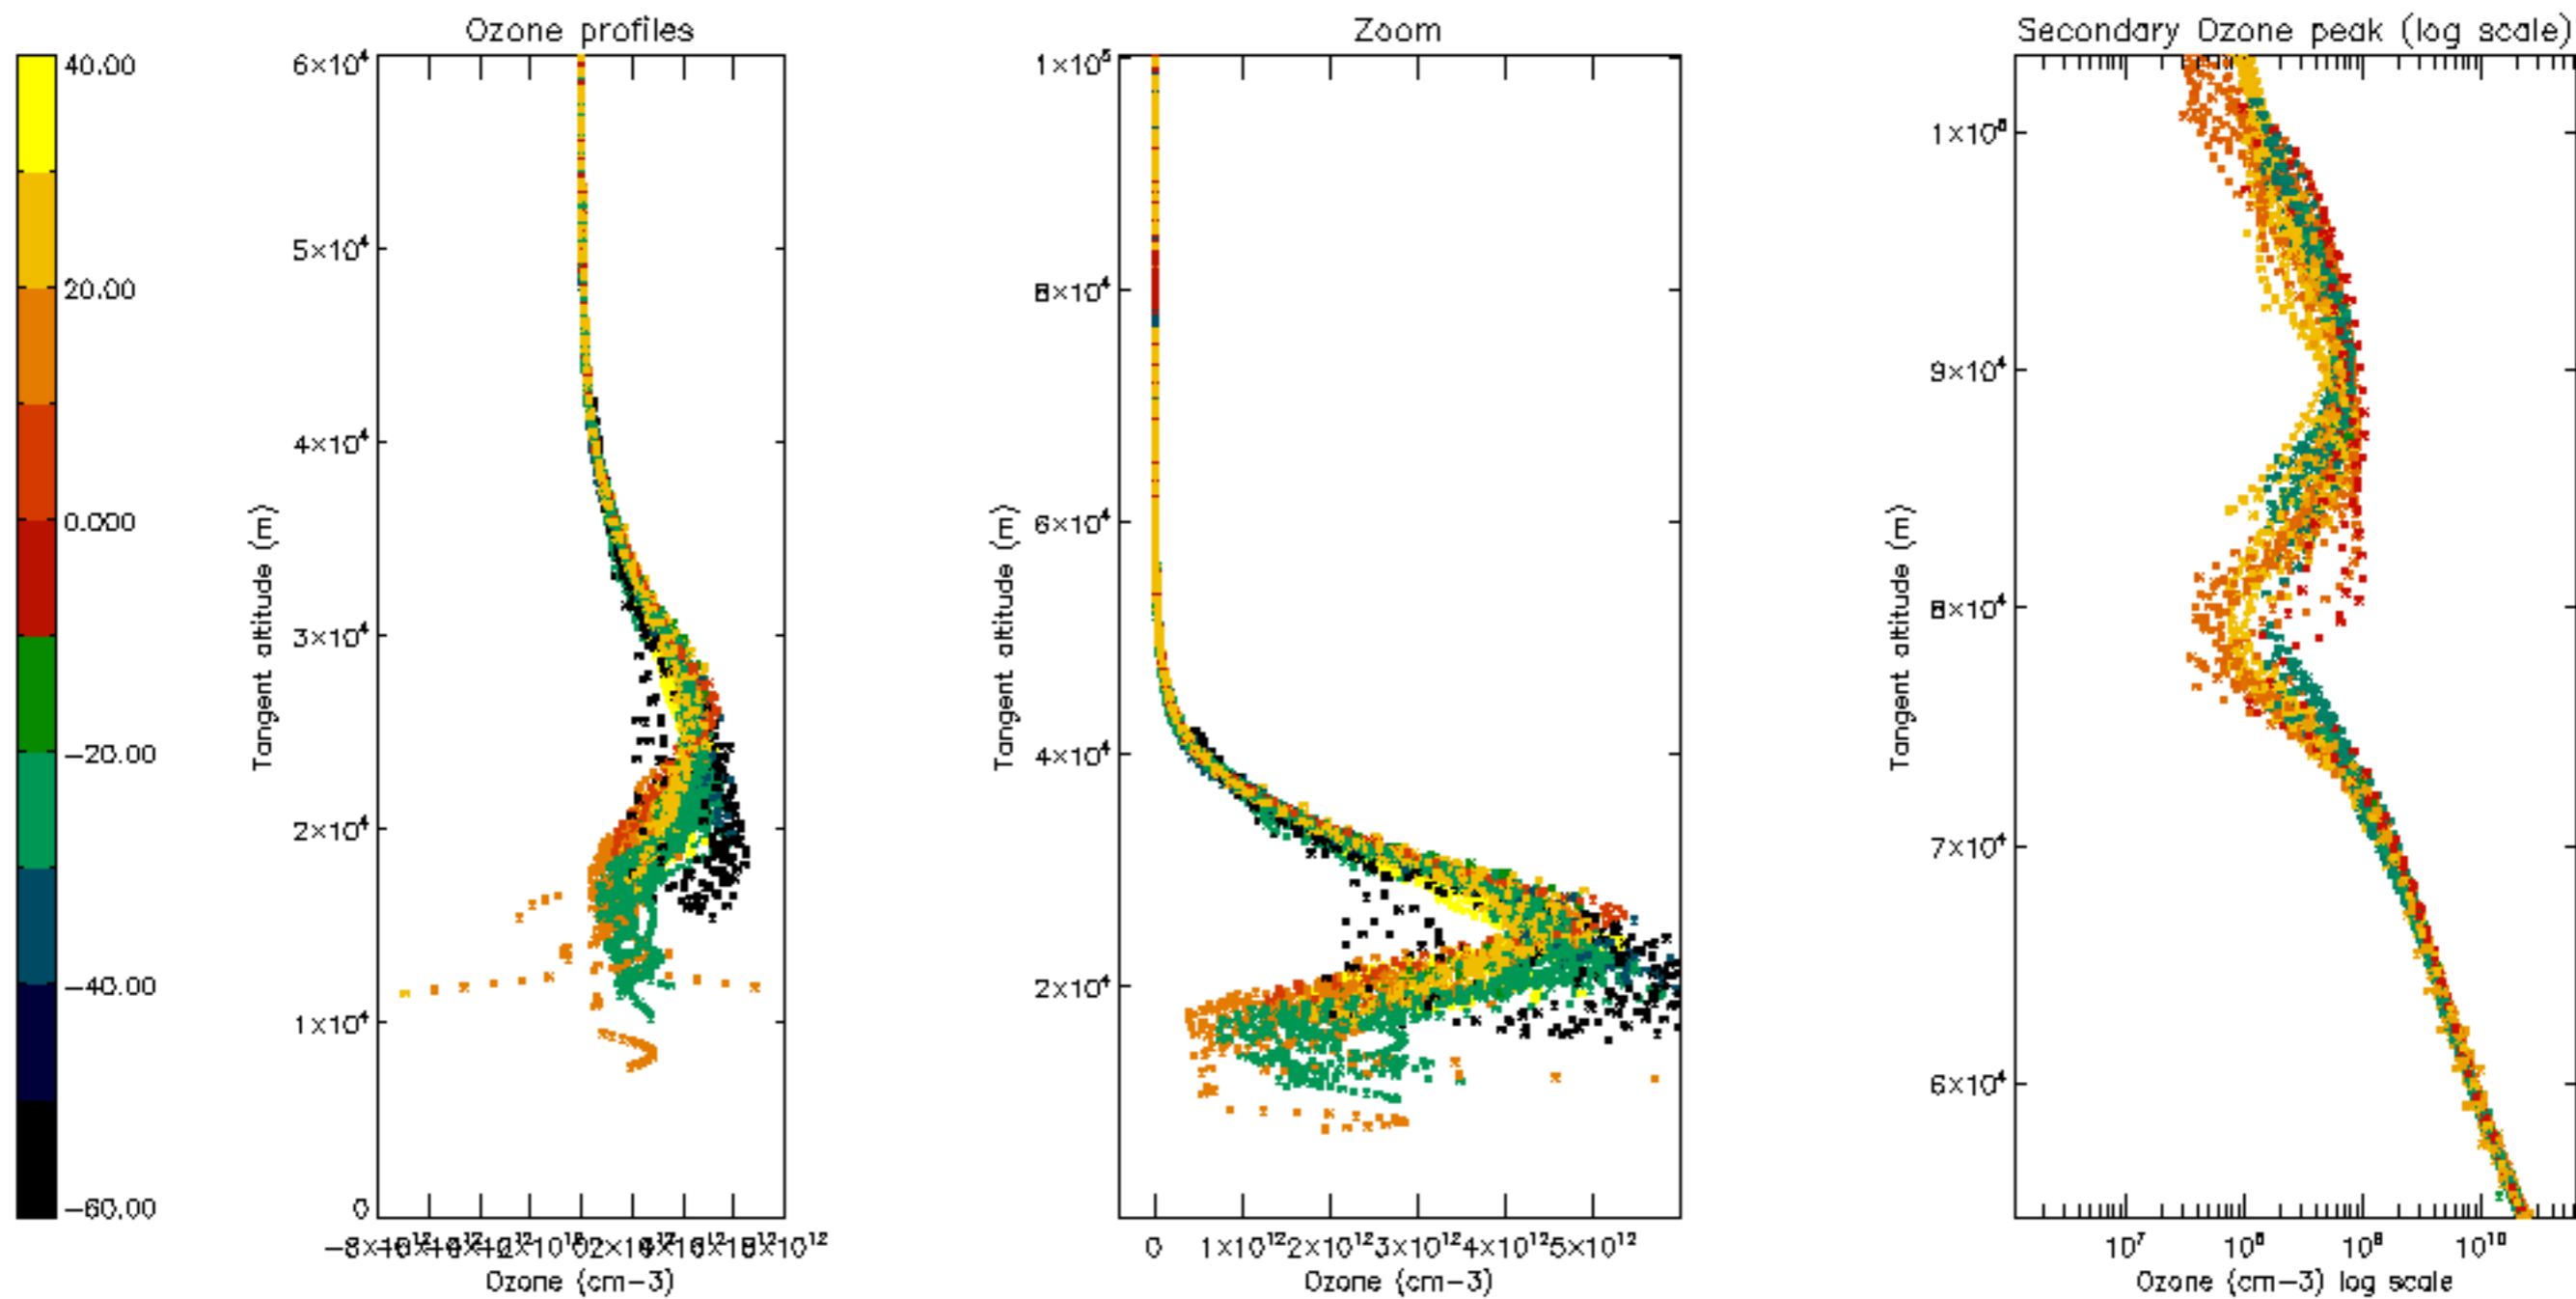 Ozone profiles
Zoom
Secondary Ozone peak (log scale)
40.00
20.00
0.000
−20.00
−40.00
−60.00
6×10⁴
5×10⁴
4×10⁴
3×10⁴
2×10⁴
1×10⁴
0
Tangent altitude (m)
Ozone (cm−3)
1×10⁵
8×10⁴
6×10⁴
4×10⁴
2×10⁴
Tangent altitude (m)
0 1×10¹² 2×10¹² 3×10¹² 4×10¹² 5×10¹²
Ozone (cm−3)
1×10⁵
9×10⁴
8×10⁴
7×10⁴
6×10⁴
Tangent altitude (m)
10⁷ 10⁸ 10⁹ 10¹⁰
Ozone (cm−3) log scale